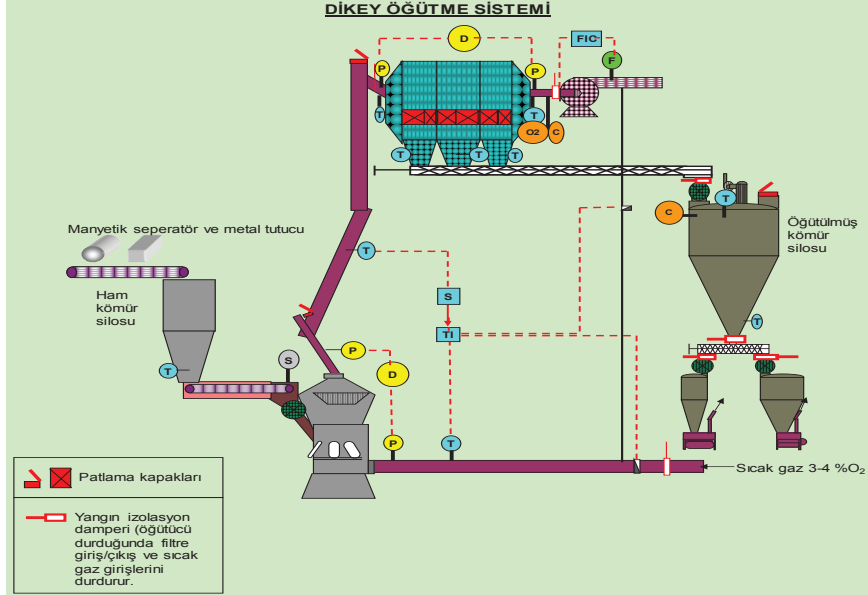 DİKEY ÖĞÜTME SİSTEMİ
D
FIC
F
P
P
T
T
O2
C
T
T
T
C
T
Manyetik seperatör ve metal tutucu
Öğütülmüş
kömür
silosu
Ham
kömür
silosu
T
S
TI
T
S
P
D
T
P
T
Sıcak gaz 3-4 %O₂
Patlama kapakları
Yangın izolasyon
damperi (öğütücü
durduğunda filtre
giriş/çıkış ve sıcak
gaz girişlerini
durdurur.